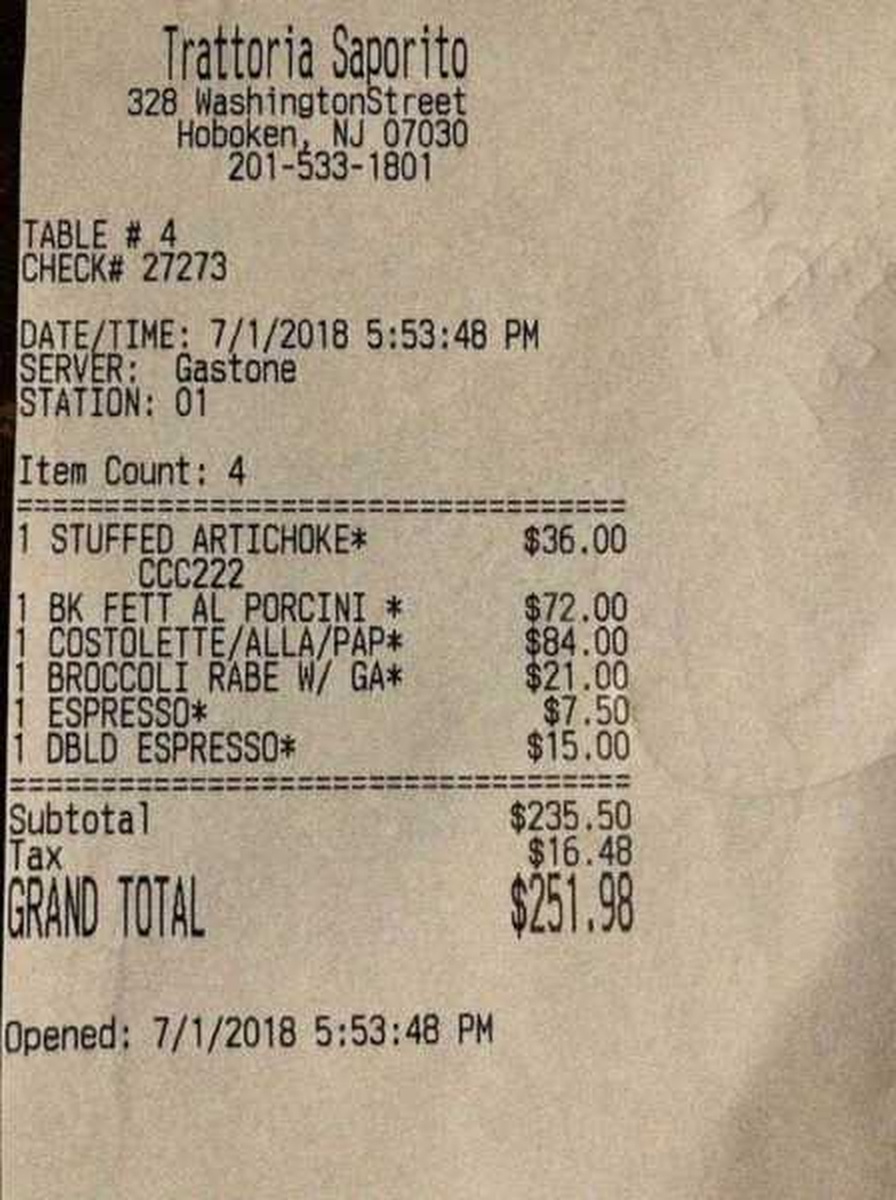 Trattoria Saporito
328 WashingtonStreet
Hoboken, NJ 07030
201-533-1801
TABLE # 4
CHECK# 27273
DATE/TIME: 7/1/2018 5:53:48 PM
SERVER: Gastone
STATION: 01
Item Count: 4
=================================
1 STUFFED ARTICHOKE* $36.00
CCC222
1 BK FETT AL PORCINI * $72.00
1 COSTOLETTE/ALLA/PAP* $84.00
1 BROCCOLI RABE W/ GA* $21.00
1 ESPRESSO* $7.50
1 DBLD ESPRESSO* $15.00
=================================
Subtotal $235.50
Tax $16.48
GRAND TOTAL $251.98
Opened: 7/1/2018 5:53:48 PM